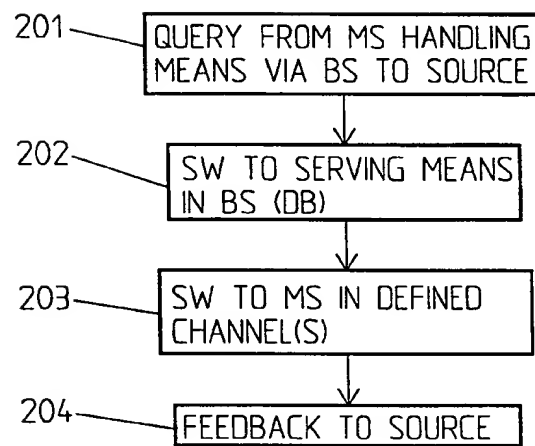 201
QUERY FROM MS HANDLING
MEANS VIA BS TO SOURCE
202
SW TO SERVING MEANS
IN BS (DB)
203
SW TO MS IN DEFINED
CHANNEL(S)
204
FEEDBACK TO SOURCE